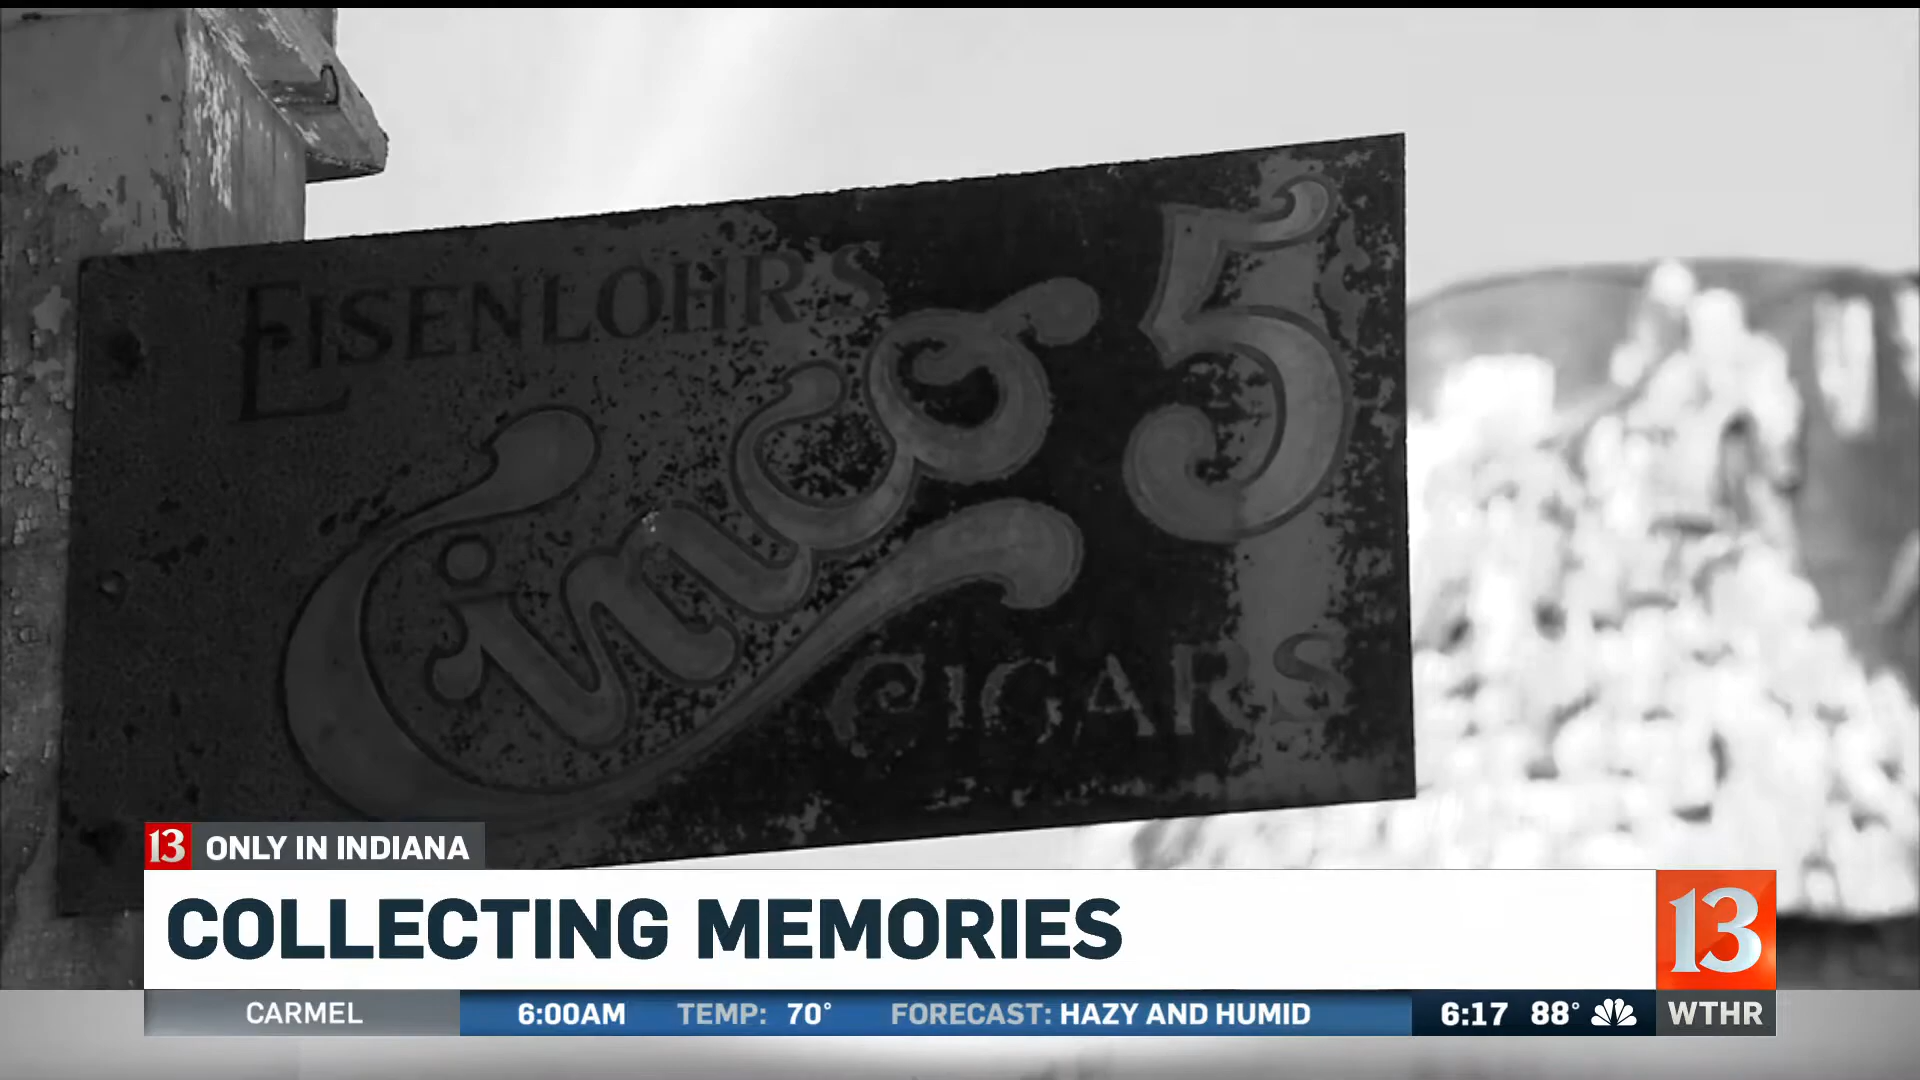 EISENLOHR'S
Cinco 5¢
CIGARS
13 ONLY IN INDIANA
COLLECTING MEMORIES
13
CARMEL 6:00AM TEMP: 70° FORECAST: HAZY AND HUMID 6:17 88° WTHR